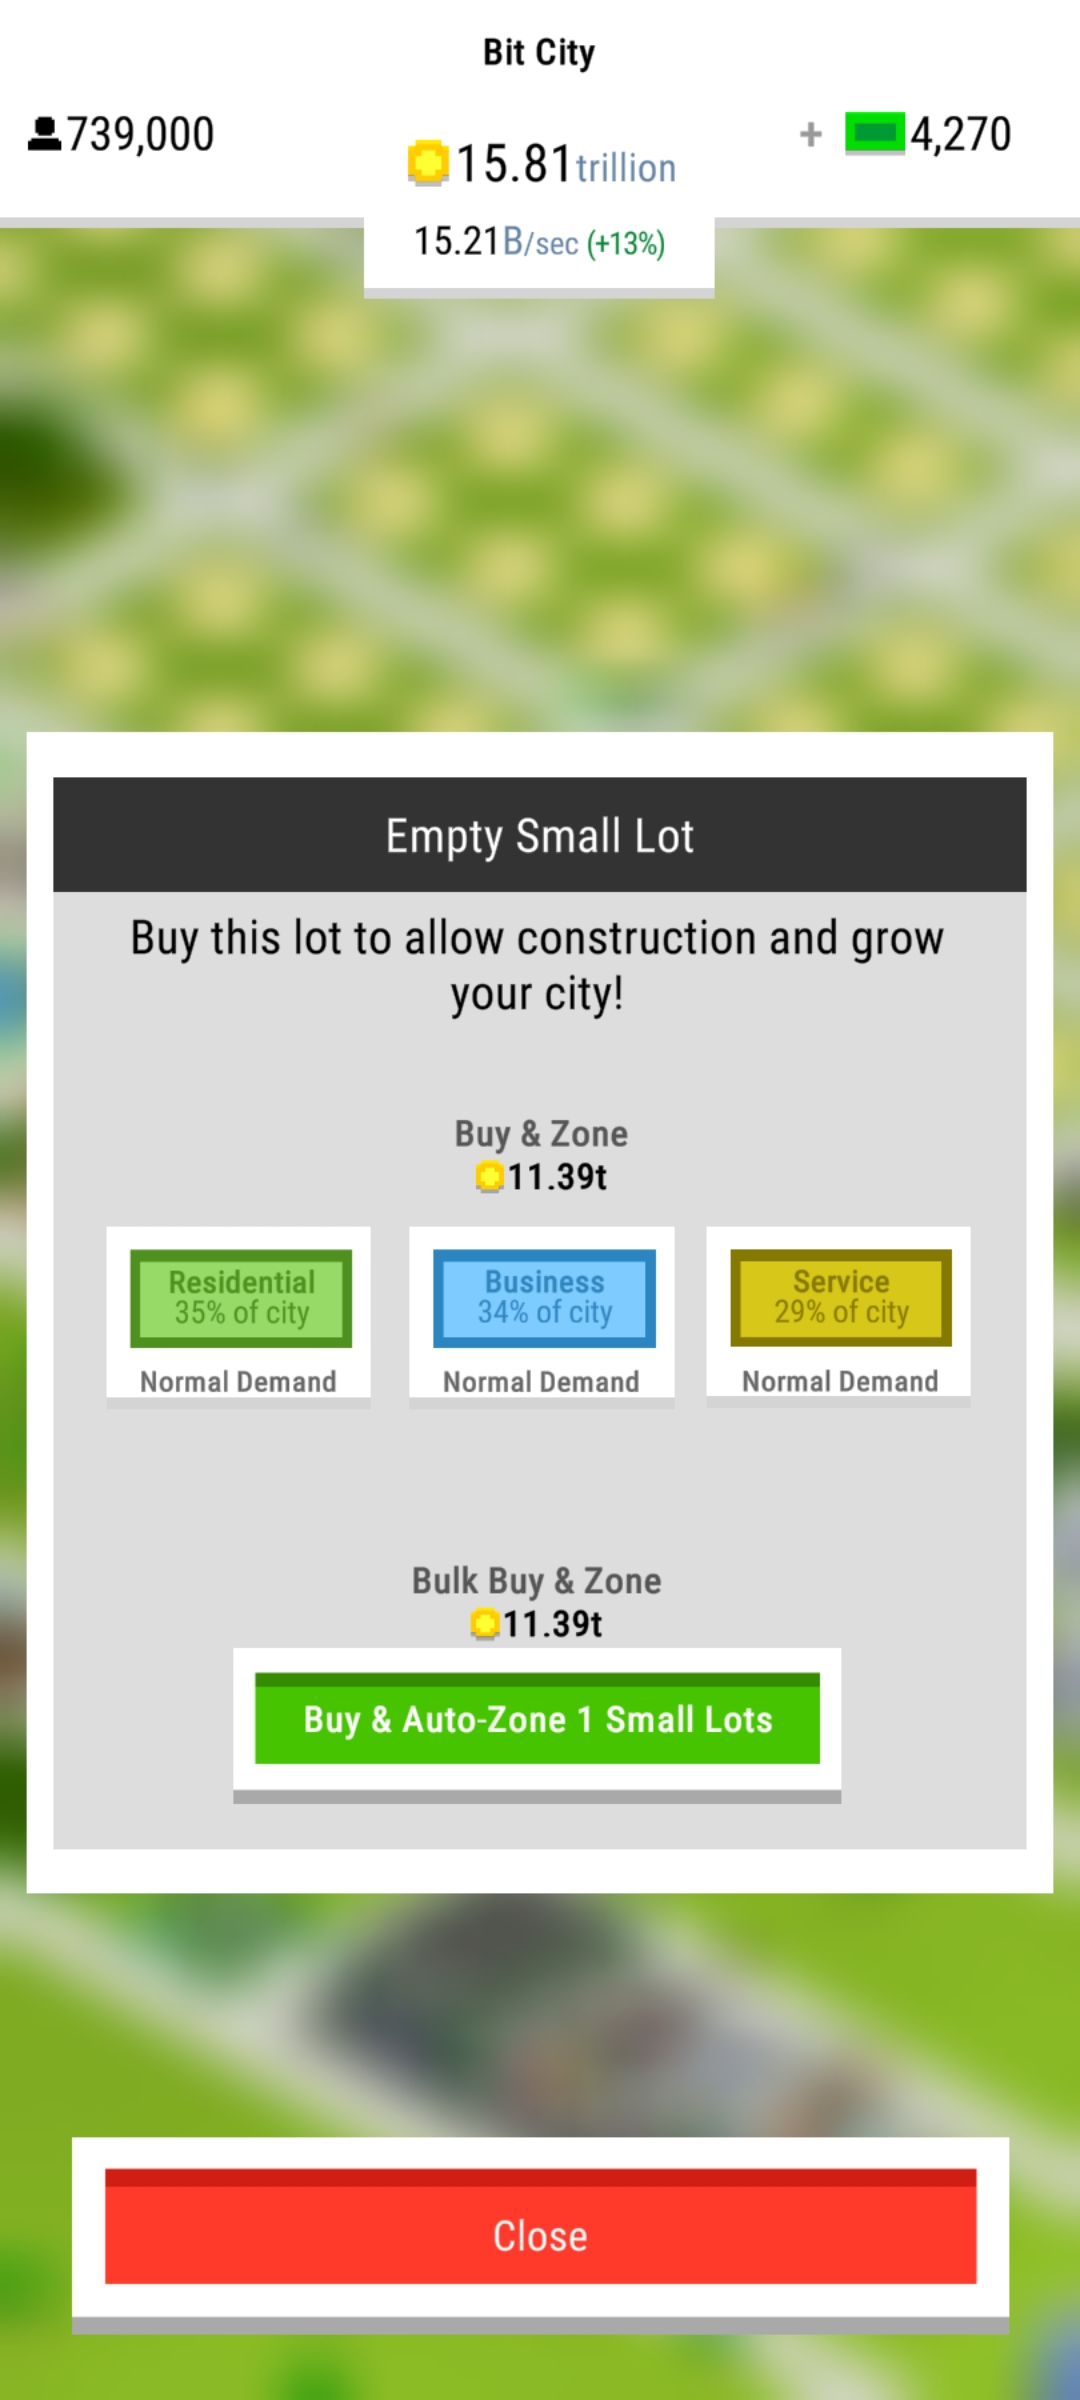 Bit City
739,000
+ 4,270
15.81trillion
15.21B/sec (+13%)
Empty Small Lot
Buy this lot to allow construction and grow
your city!
Buy & Zone
11.39t
Residential
35% of city
Normal Demand
Business
34% of city
Normal Demand
Service
29% of city
Normal Demand
Bulk Buy & Zone
11.39t
Buy & Auto-Zone 1 Small Lots
Close